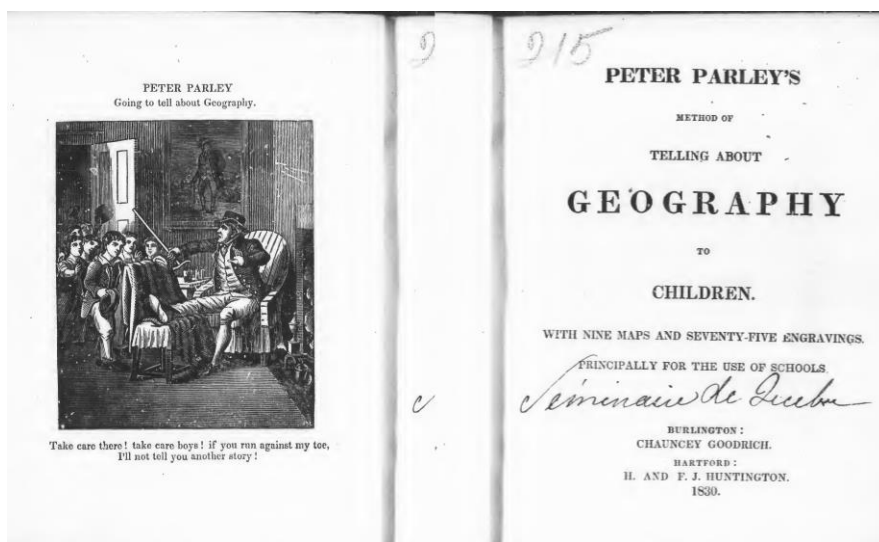 PETER PARLEY
Going to tell about Geography.
Take care there! take care boys! if you run against my toe,
I'll not tell you another story!
215
PETER PARLEY'S
METHOD OF
TELLING ABOUT
GEOGRAPHY
TO
CHILDREN.
WITH NINE MAPS AND SEVENTY-FIVE ENGRAVINGS.
PRINCIPALLY FOR THE USE OF SCHOOLS.
Séminaire de Quebec
BURLINGTON:
CHAUNCEY GOODRICH.
HARTFORD:
H. AND F. J. HUNTINGTON.
1830.